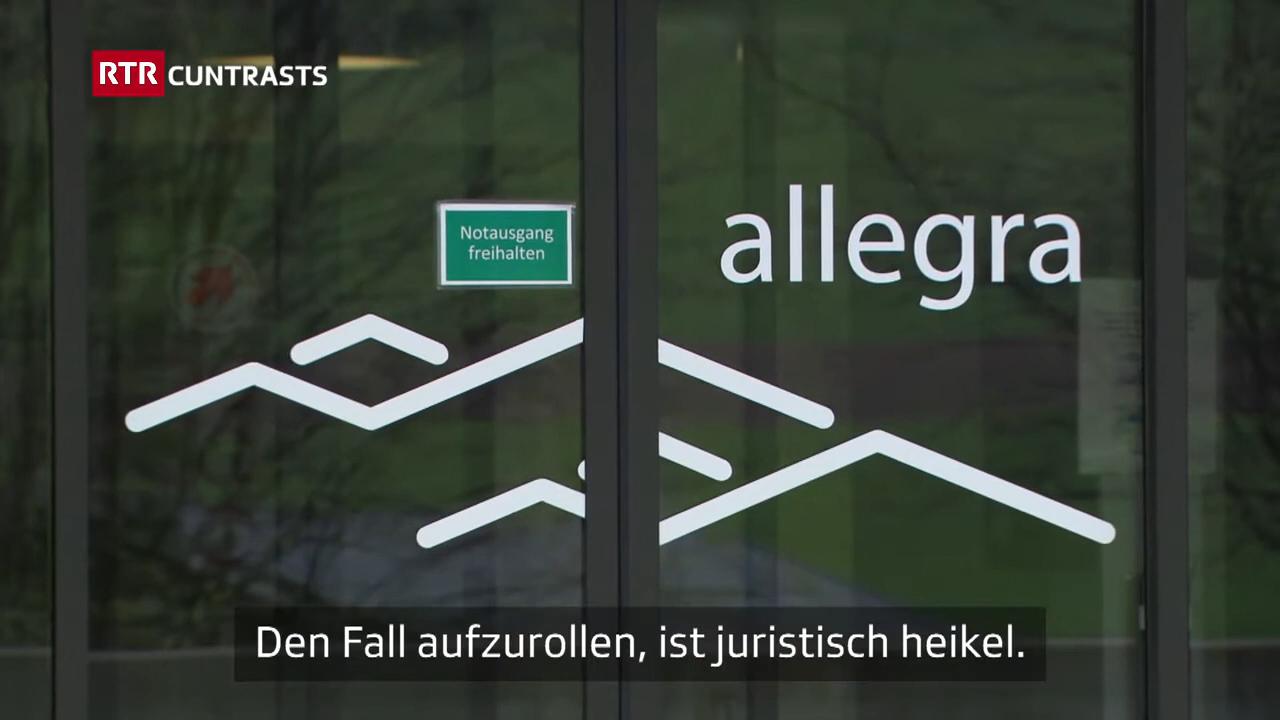 RTR CUNTRASTS
allegra
Notausgang
freihalten
Den Fall aufzurollen, ist juristisch heikel.